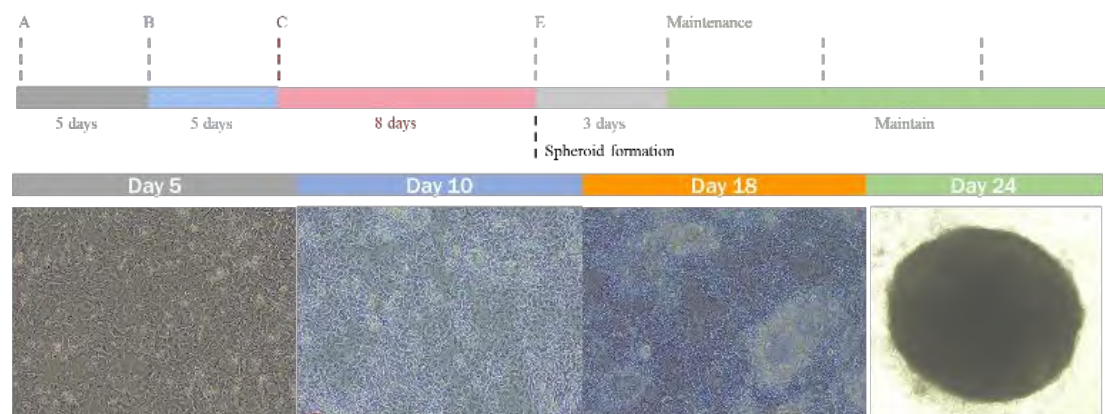 A B C E Maintenance
5 days 5 days 8 days 3 days Maintain
Spheroid formation
Day 5 Day 10 Day 18 Day 24